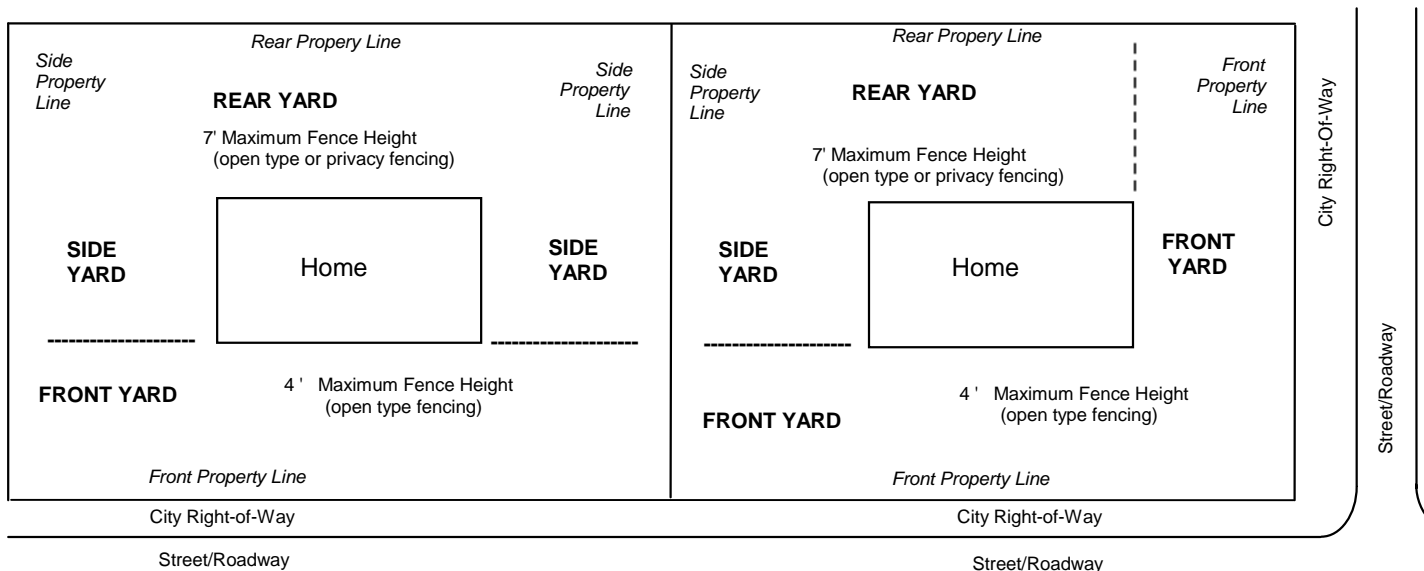 Rear Propery Line
Side
Property
Line
Side
Property
Line
REAR YARD
7' Maximum Fence Height
(open type or privacy fencing)
SIDE
YARD
Home
SIDE
YARD
FRONT YARD
4 ' Maximum Fence Height
(open type fencing)
Front Property Line
City Right-of-Way
Street/Roadway
Rear Propery Line
Side
Property
Line
Front
Property
Line
REAR YARD
7' Maximum Fence Height
(open type or privacy fencing)
SIDE
YARD
Home
FRONT
YARD
4 ' Maximum Fence Height
(open type fencing)
FRONT YARD
Front Property Line
City Right-of-Way
Street/Roadway
City Right-Of-Way
Street/Roadway